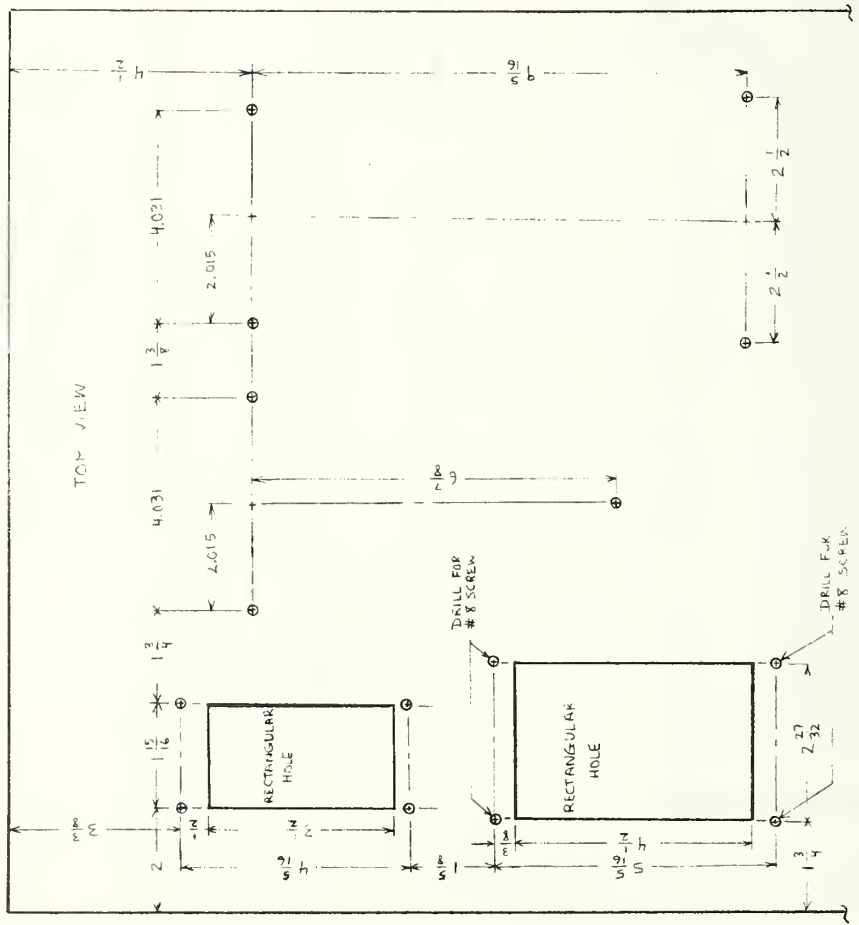 4 1/2
9 5/16
4.031
2.015
2 1/2
2 1/2
1 3/8
TOP VIEW
4.031
2.015
6 7/8
1 3/4
DRILL FOR
#8 SCREW
DRILL FOR
#8 SCREW
1 15/16
RECTANGULAR
HOLE
RECTANGULAR
HOLE
2 27/32
3 3/8
1/2
3 1/2
3/8
4 1/2
2
4 5/16
1 5/8
5 5/16
1 3/4